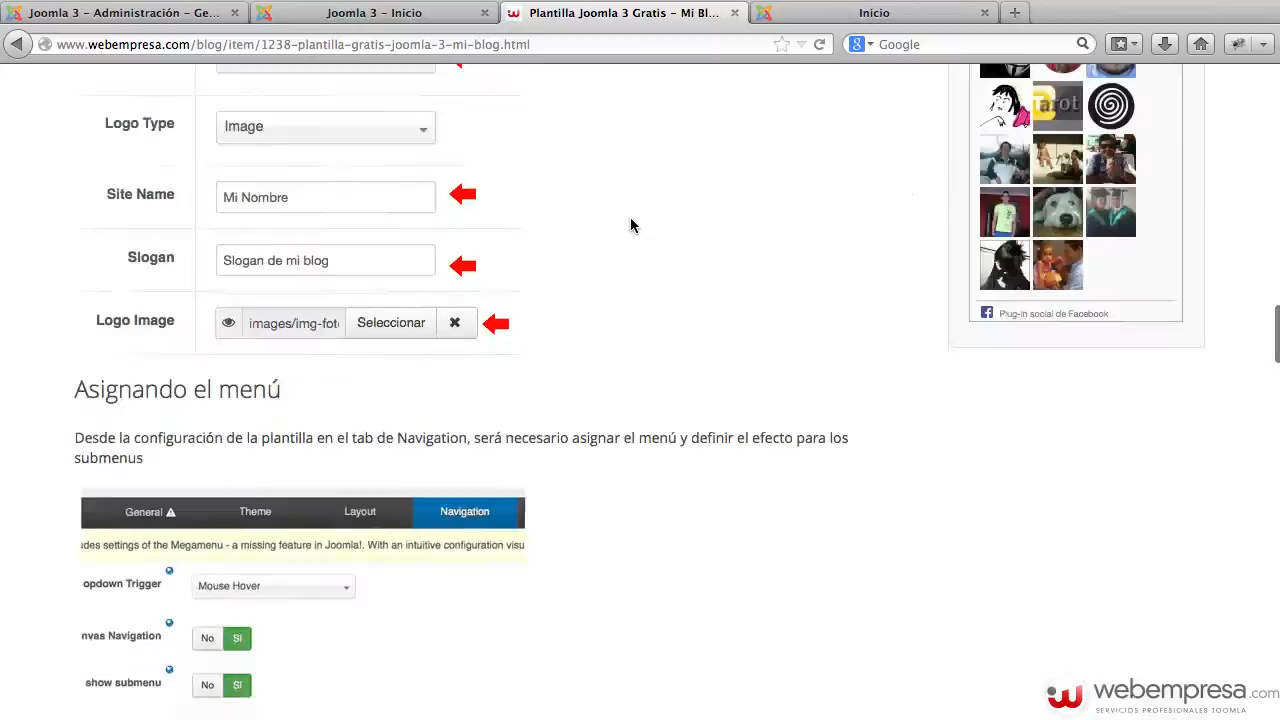 Joomla 3 - Administración - Ge...
Joomla 3 - Inicio
Plantilla Joomla 3 Gratis - Mi Bl...
Inicio
www.webempresa.com/blog/item/1238-plantilla-gratis-joomla-3-mi-blog.html
Google
Logo Type
Image
Site Name
Mi Nombre
Slogan
Slogan de mi blog
Logo Image
images/img-fot
Seleccionar
arot
Plug-in social de Facebook
Asignando el menú
Desde la configuración de la plantilla en el tab de Navigation, será necesario asignar el menú y definir el efecto para los
submenus
General
Theme
Layout
Navigation
des settings of the Megamenu - a missing feature in Joomla!. With an intuitive configuration visu
opdown Trigger
Mouse Hover
nvas Navigation
No
SI
show submenu
No
SI
webempresa.com
SERVICIOS PROFESIONALES JOOMLA